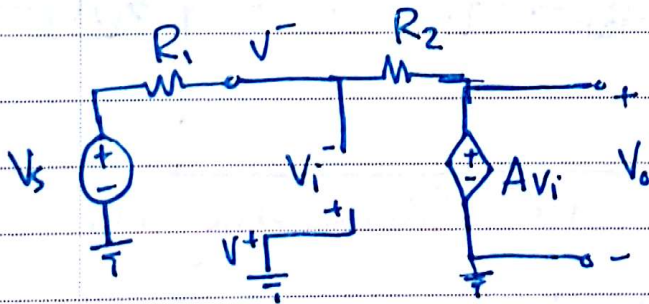 R₁ V⁻ R₂
+
Vs + - Vi - + - AVi Vo
+
V+
-